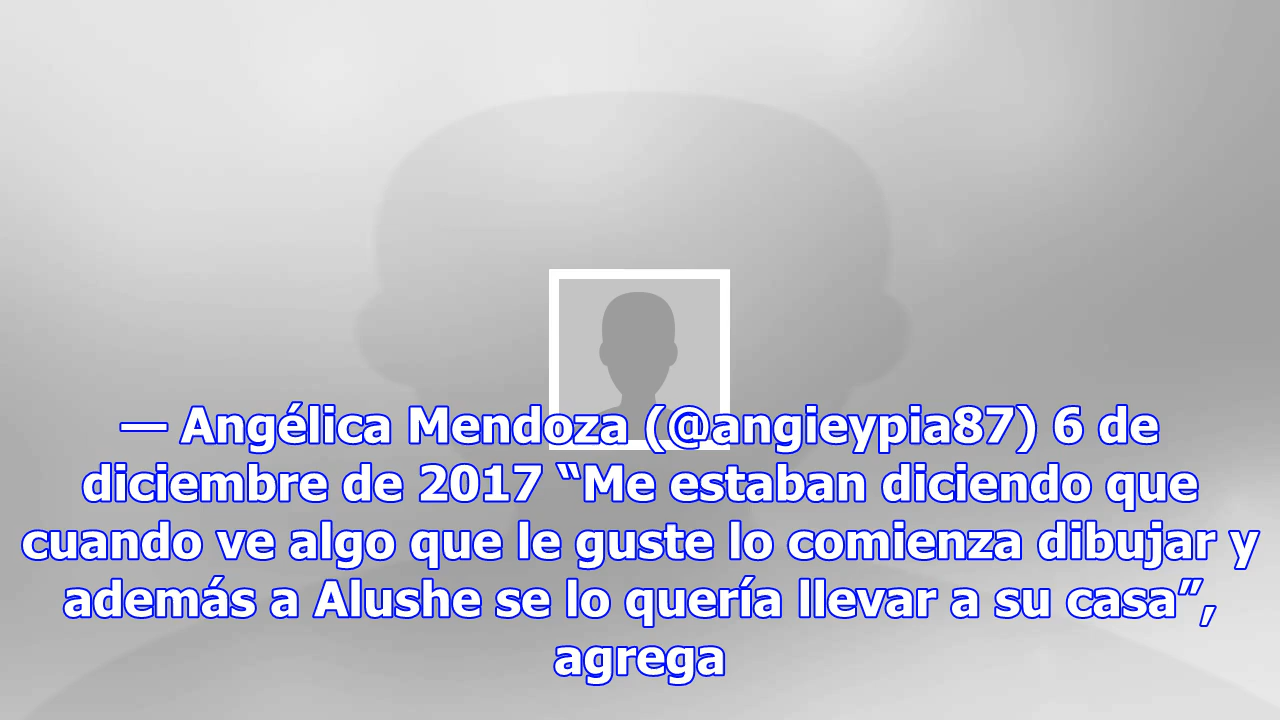 — Angélica Mendoza (@angieypia87) 6 de
diciembre de 2017 “Me estaban diciendo que
cuando ve algo que le guste lo comienza dibujar y
además a Alushe se lo quería llevar a su casa”,
agrega